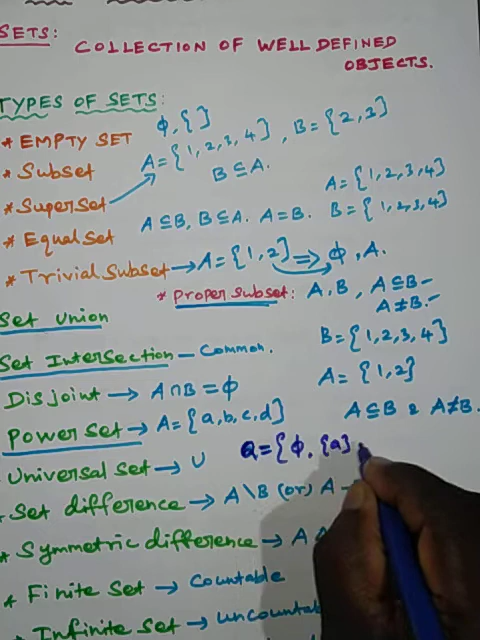 SETS:
COLLECTION OF WELL DEFINED
OBJECTS.
TYPES OF SETS:
* EMPTY SET
ϕ, { }
* Subset
A={1,2,3,4}, B={2,3}
B⊆A.
* Superset
A={1,2,3,4}
A⊆B, B⊆A. A=B. B={1,2,3,4}
* Equal Set
* Trivial Subset → A={1,2} ⇒ ϕ, A.
* Proper subset: A,B, A⊆B-
A≠B.-
Set Union
B={1,2,3,4}
Set Intersection - Common.
A={1,2}
Disjoint → A∩B=ϕ
A⊆B & A≠B.
Power Set → A={a,b,c,d}
Q={ϕ, {a}
Universal Set → U
Set difference → A\B (or) A -
* Symmetric difference → A
* Finite Set → Countable
* Infinite Set → Uncountab